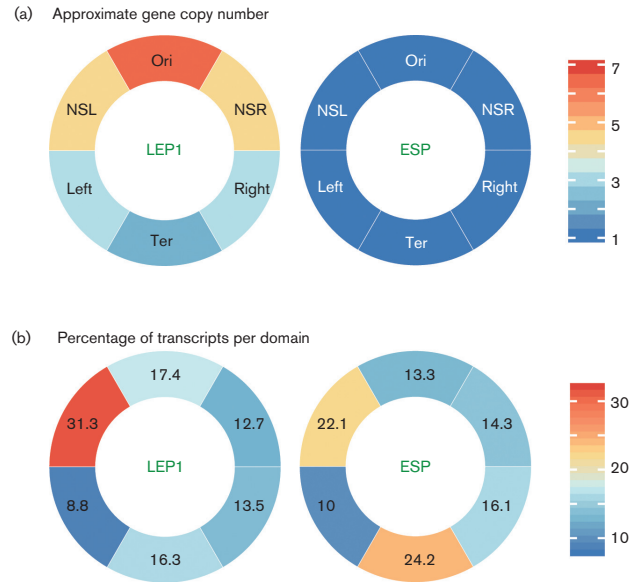 (a) Approximate gene copy number
Ori Ori
NSL NSR NSL NSR
LEP1 ESP
Left Right Left Right
Ter Ter
7
5
3
1
(b) Percentage of transcripts per domain
17.4 13.3
31.3 12.7 22.1 14.3
LEP1 ESP
8.8 13.5 10 16.1
16.3 24.2
30
20
10